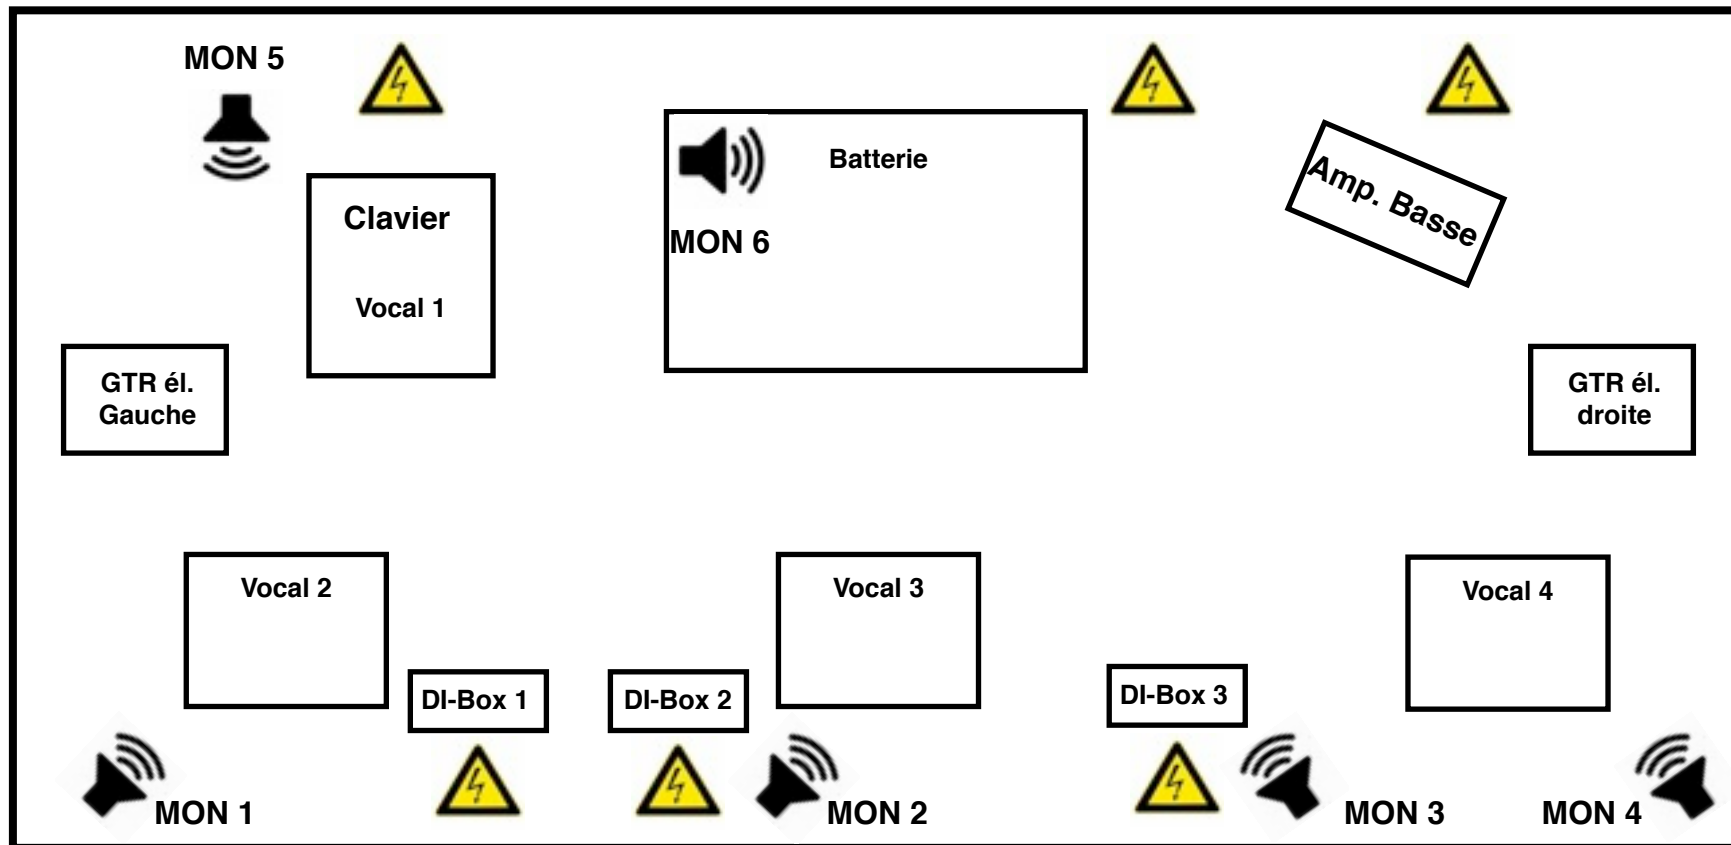 MON 5
Batterie
Amp. Basse
Clavier
MON 6
Vocal 1
GTR él.
Gauche
GTR él.
droite
Vocal 2
Vocal 3
Vocal 4
DI-Box 1
DI-Box 2
DI-Box 3
MON 1
MON 2
MON 3
MON 4